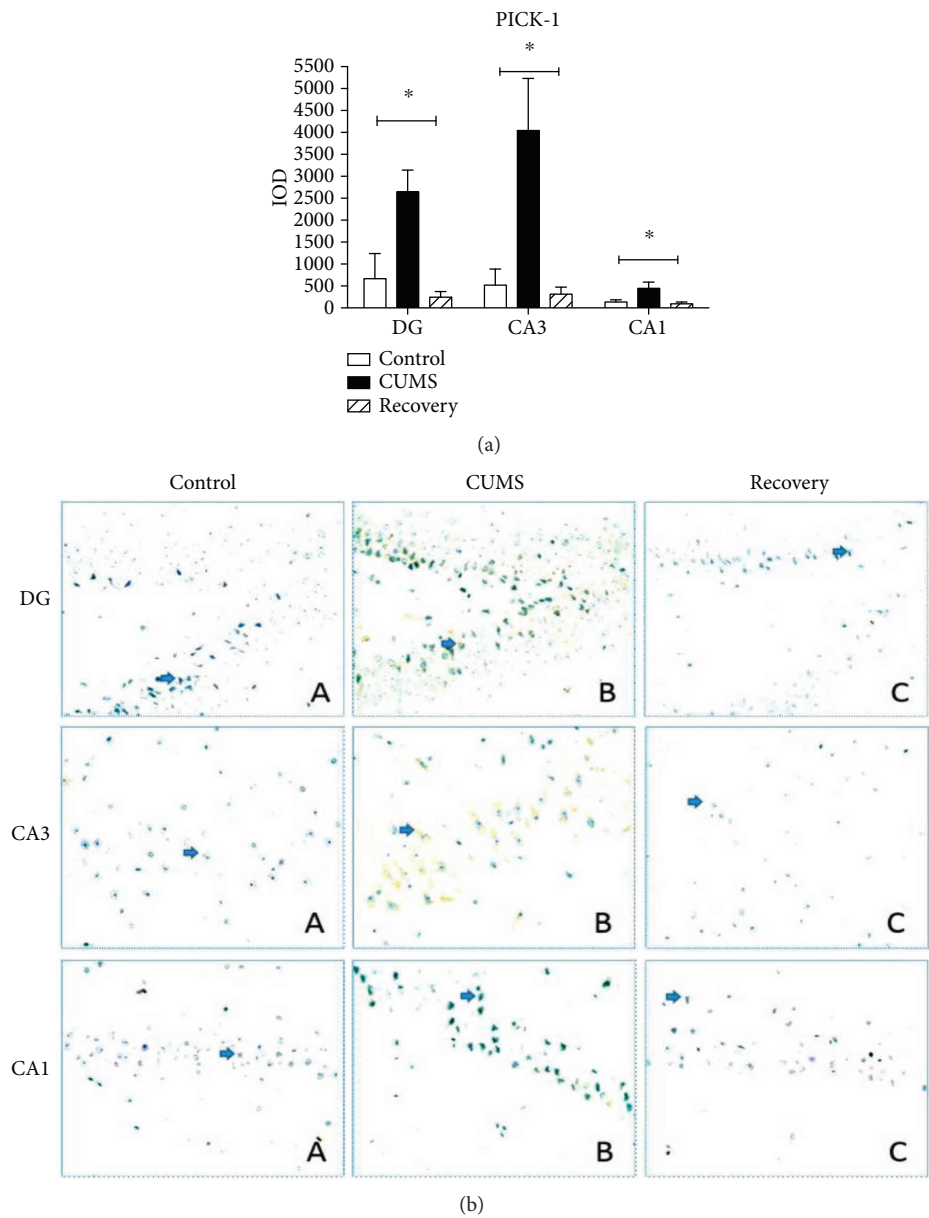 PICK-1
*
*
*
5500
5000
4500
4000
3500
3000
2500
2000
1500
1000
500
0
IOD
DG CA3 CA1
Control
CUMS
Recovery
(a)
Control CUMS Recovery
DG
A B C
CA3
A B C
CA1
A B C
(b)